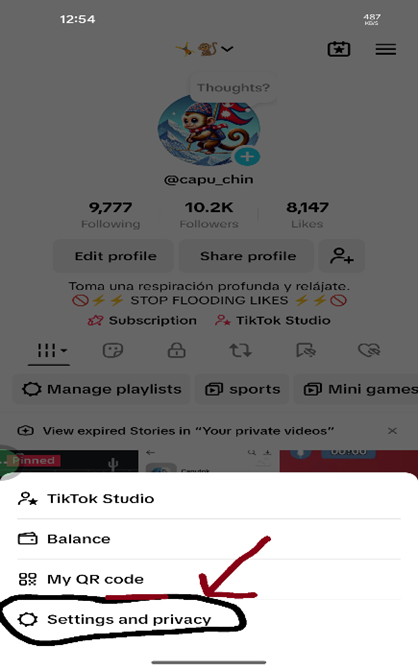 12:54
487
KB/S
Thoughts?
@capu_chin
9,777
Following
10.2K
Followers
8,147
Likes
Edit profile
Share profile
Toma una respiración profunda y relájate.
🚫⚡⚡ STOP FLOODING LIKES ⚡⚡🚫
Subscription
TikTok Studio
Manage playlists
sports
Mini games
View expired Stories in "Your private videos"
Pinned
00:00
TikTok Studio
Balance
My QR code
Settings and privacy